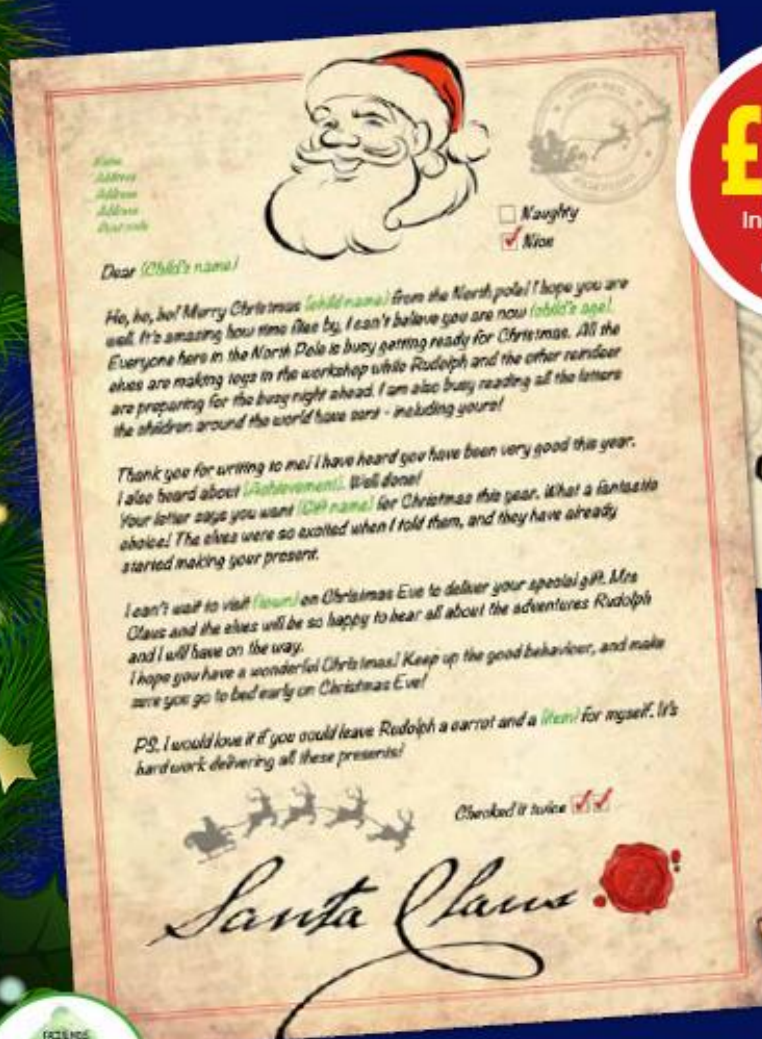 Name
Address
Address
Address
Post code
Naughty
Nice
Dear (Child's name)
Ho, ho, ho! Merry Christmas (child name) from the North pole! I hope you are
well. It's amazing how time flies by, I can't believe you are now (child's age).
Everyone here in the North Pole is busy getting ready for Christmas. All the
elves are making toys in the workshop while Rudolph and the other reindeer
are preparing for the busy night ahead. I am also busy reading all the letters
the children around the world have sent - including yours!
Thank you for writing to me! I have heard you have been very good this year.
I also heard about (Achievement). Well done!
Your letter says you want (Gift name) for Christmas this year. What a fantastic
choice! The elves were so excited when I told them, and they have already
started making your present.
I can't wait to visit (town) on Christmas Eve to deliver your special gift. Mrs
Claus and the elves will be so happy to hear all about the adventures Rudolph
and I will have on the way.
I hope you have a wonderful Christmas! Keep up the good behaviour, and make
sure you go to bed early on Christmas Eve!
PS. I would love it if you could leave Rudolph a carrot and a (item) for myself. It's
hard work delivering all these presents!
Checked it twice
Santa Claus
£
In